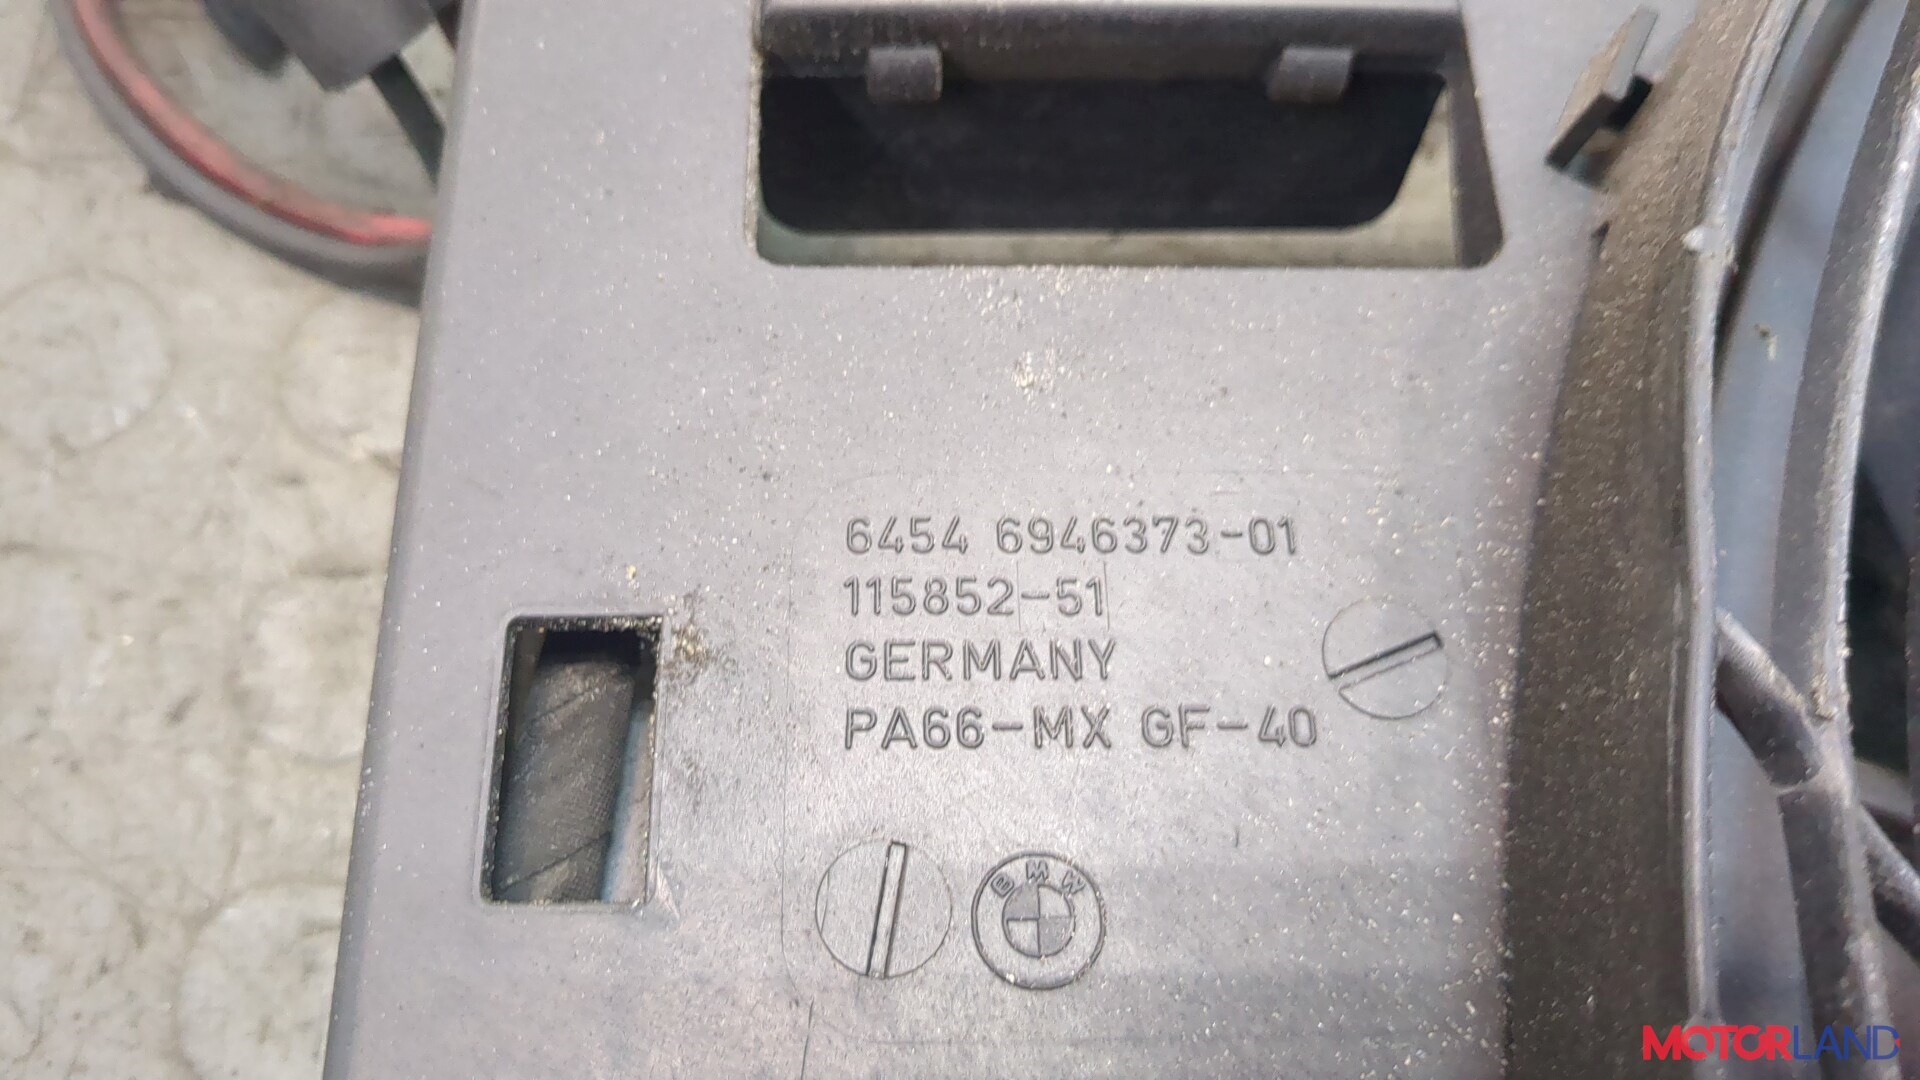 6454 6946373-01
115852-51
GERMANY
PA66-MX GF-40
BMW
MOTORLAND